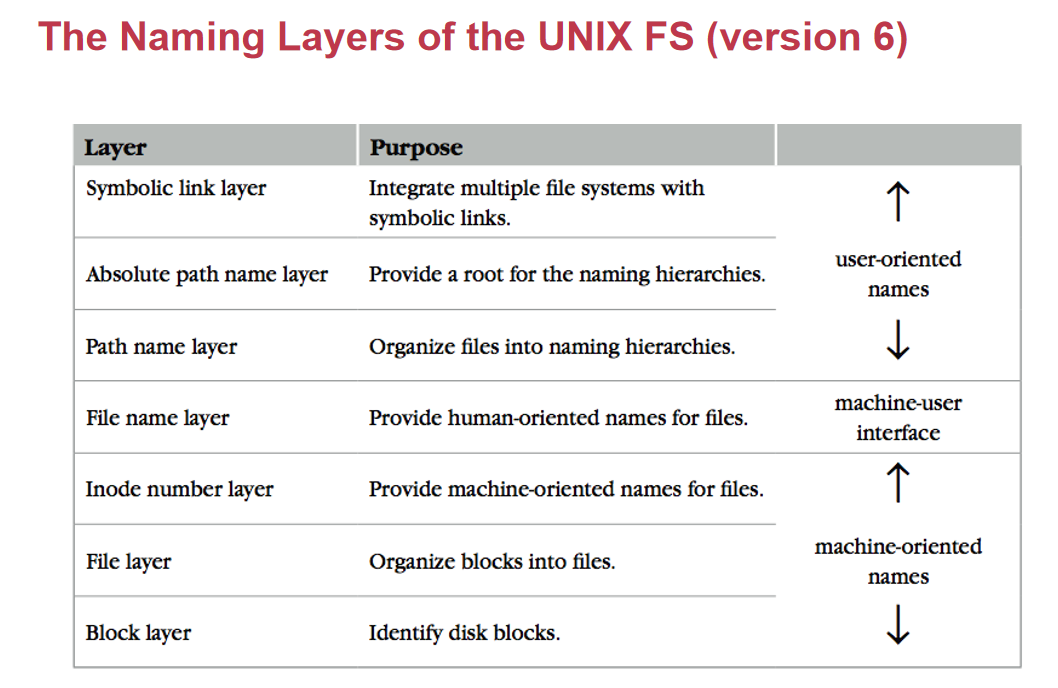 The Naming Layers of the UNIX FS (version 6)
Layer
Purpose
Symbolic link layer
Integrate multiple file systems with
symbolic links.
Absolute path name layer
Provide a root for the naming hierarchies.
user-oriented
names
Path name layer
Organize files into naming hierarchies.
File name layer
Provide human-oriented names for files.
machine-user
interface
Inode number layer
Provide machine-oriented names for files.
File layer
Organize blocks into files.
machine-oriented
names
Block layer
Identify disk blocks.